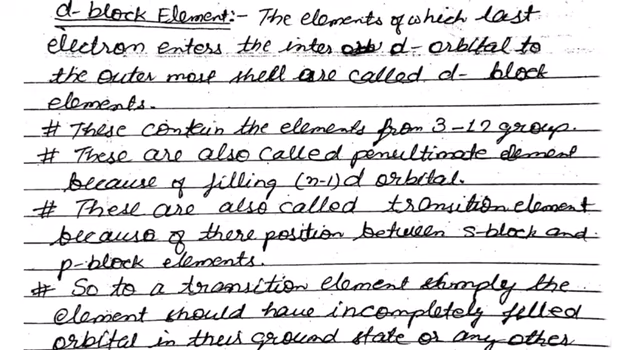 d-block Element:- The elements of which last
electron enters the inter d-orbital to
the outer most shell are called d-block
elements.
# These contain the elements from 3-12 group.
# These are also called penultimate element
because of filling (n-1)d orbital.
# These are also called transition element
because of there position between s-block and
p-block elements.
# So to a transition element the
element should have incompletely filled
orbital in their ground state or any other